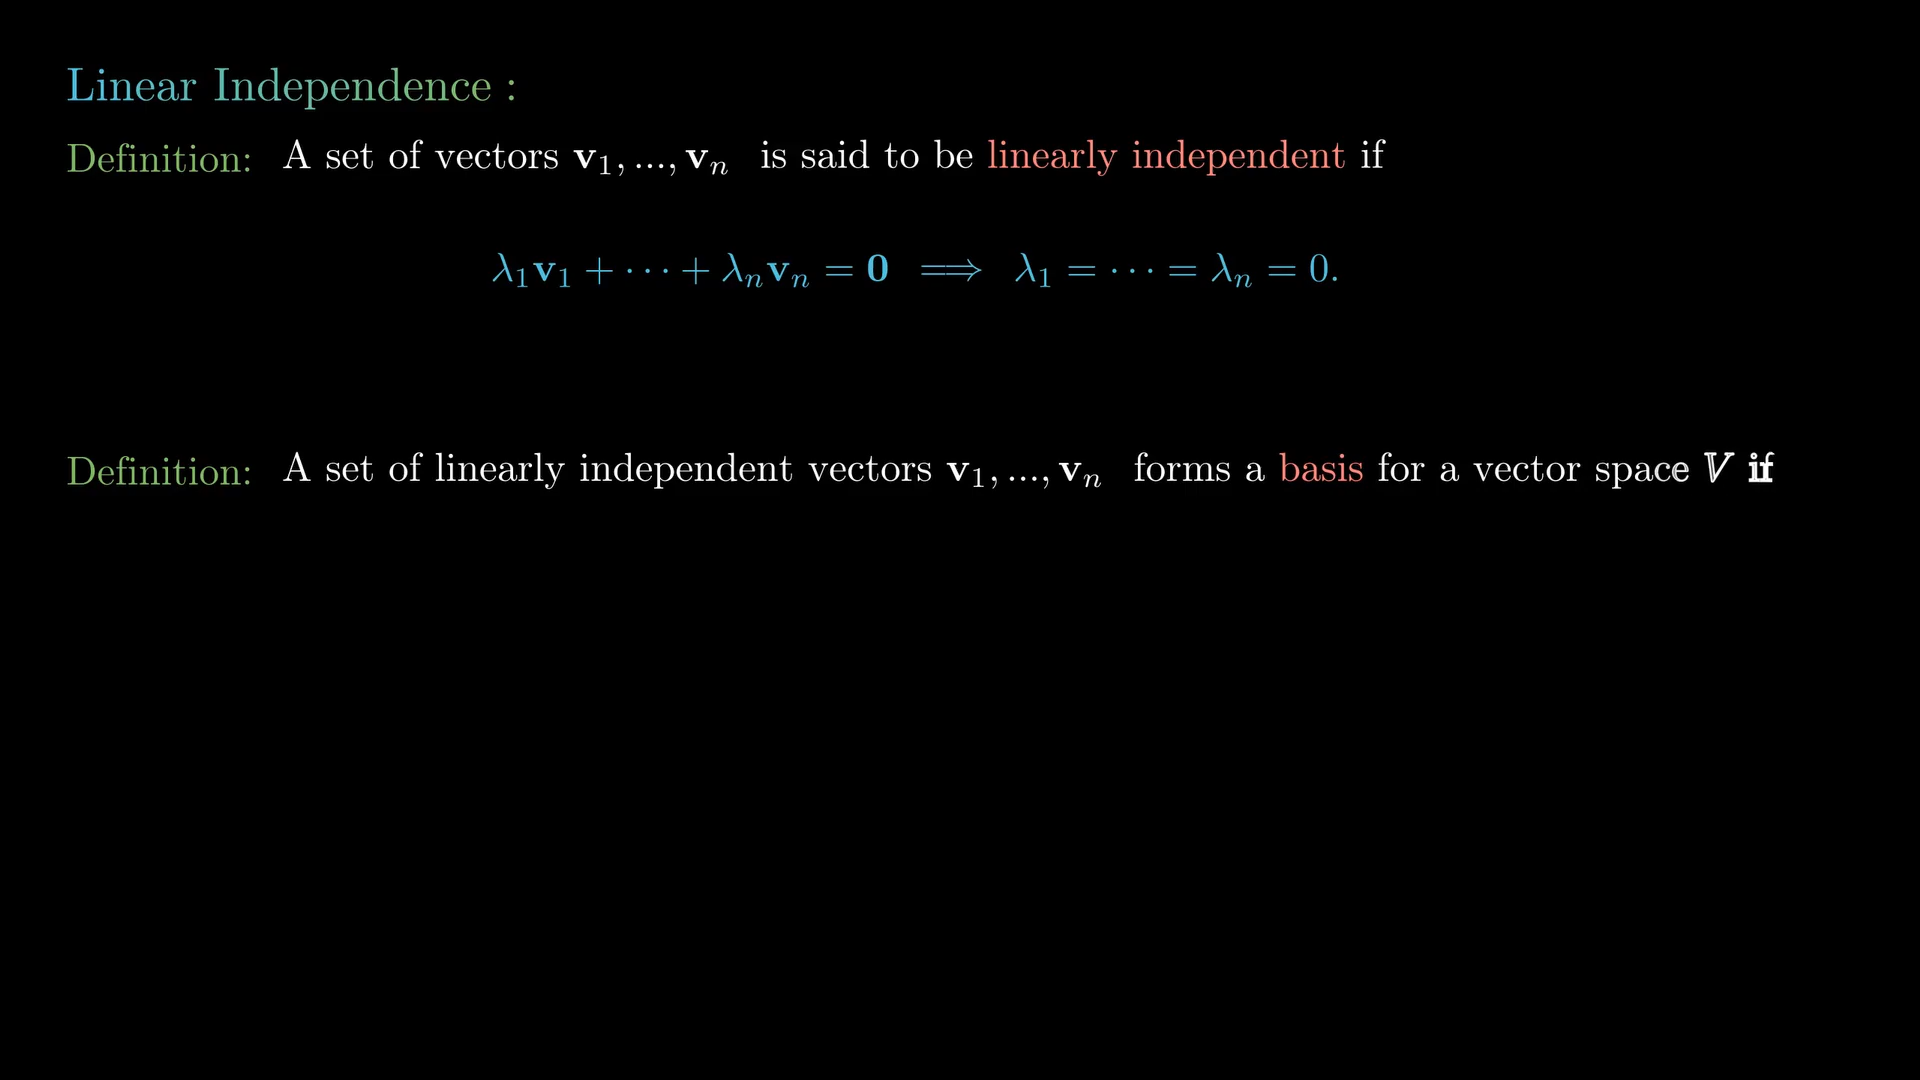 Linear Independence :
Definition: A set of vectors v₁, ..., vₙ is said to be linearly independent if
λ₁v₁ + ··· + λₙvₙ = 0 ⟹ λ₁ = ··· = λₙ = 0.
Definition: A set of linearly independent vectors v₁, ..., vₙ forms a basis for a vector space V if